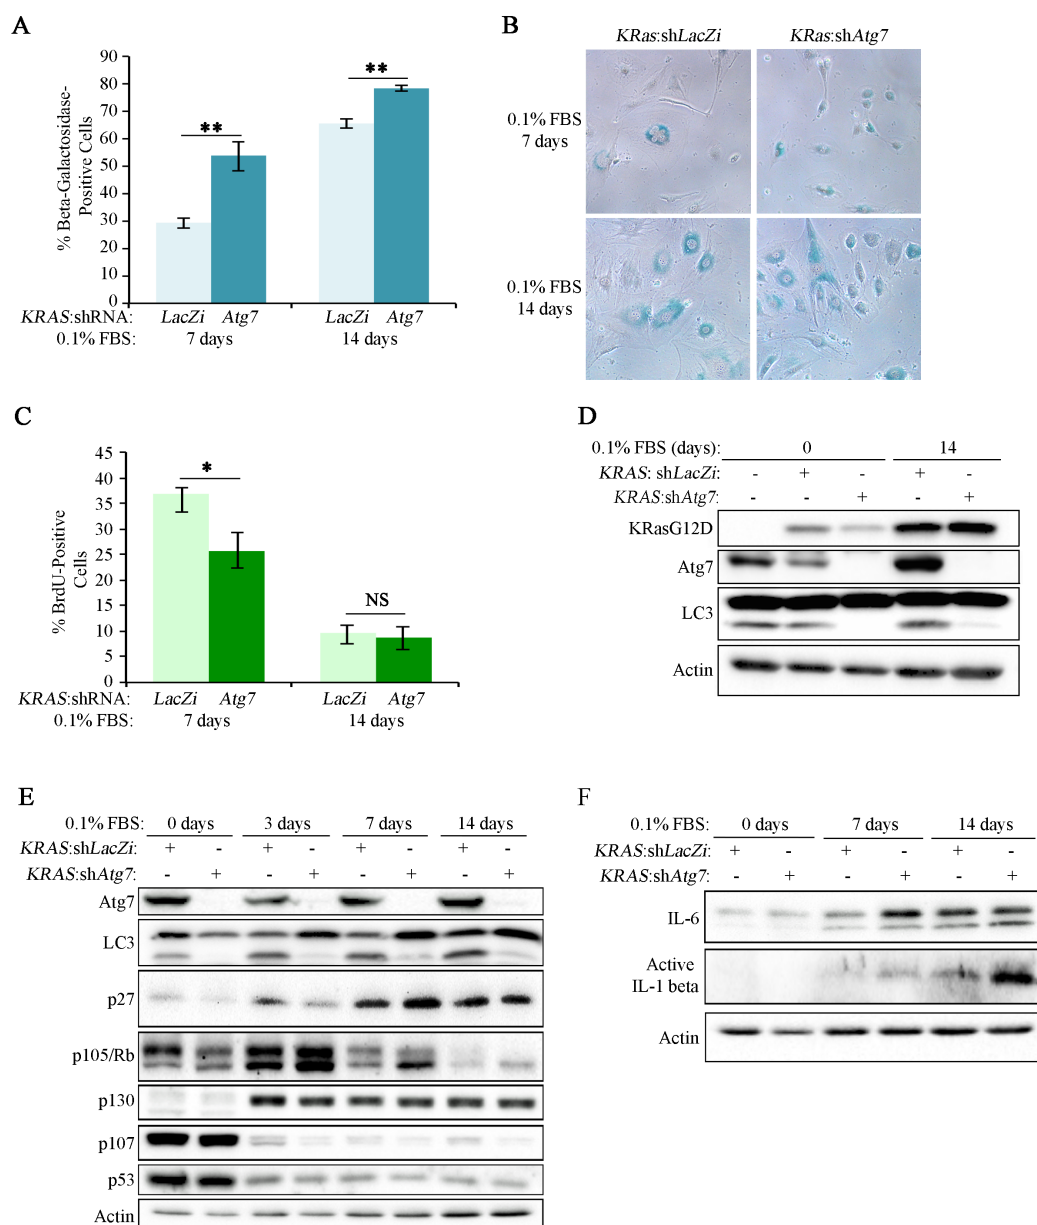 A
% Beta-Galactosidase-
Positive Cells
90
80
70
60
50
40
30
20
10
0
**
**
KRAS:shRNA: LacZi Atg7 LacZi Atg7
0.1% FBS: 7 days 14 days
B
KRas:shLacZi KRas:shAtg7
0.1% FBS
7 days
0.1% FBS
14 days
C
% BrdU-Positive
Cells
45
40
35
30
25
20
15
10
5
0
*
NS
KRAS:shRNA: LacZi Atg7 LacZi Atg7
0.1% FBS: 7 days 14 days
D
0.1% FBS (days): 0 14
KRAS: shLacZi: - + - + -
KRAS:shAtg7: - - + - +
KRasG12D
Atg7
LC3
Actin
E
0.1% FBS: 0 days 3 days 7 days 14 days
KRAS:shLacZi: + - + - + - + -
KRAS:shAtg7: - + - + - + - +
Atg7
LC3
p27
p105/Rb
p130
p107
p53
Actin
F
0.1% FBS: 0 days 7 days 14 days
KRAS:shLacZi: + - + - + -
KRAS:shAtg7: - + - + - +
IL-6
Active
IL-1 beta
Actin